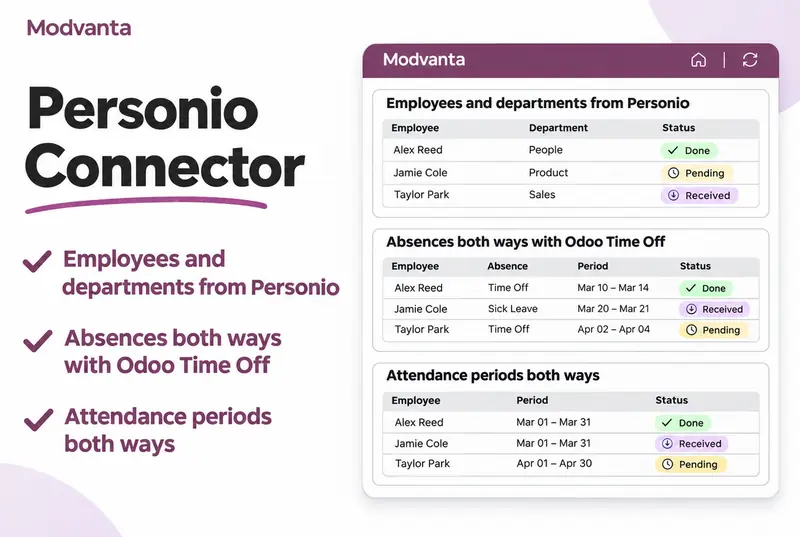 Modvanta
Personio
Connector
Employees and
departments from Personio
Absences both ways
with Odoo Time Off
Attendance periods
both ways
Modvanta
Employees and departments from Personio
Employee Department Status
Alex Reed People Done
Jamie Cole Product Pending
Taylor Park Sales Received
Absences both ways with Odoo Time Off
Employee Absence Period Status
Alex Reed Time Off Mar 10 – Mar 14 Done
Jamie Cole Sick Leave Mar 20 – Mar 21 Received
Taylor Park Time Off Apr 02 – Apr 04 Pending
Attendance periods both ways
Employee Period Status
Alex Reed Mar 01 – Mar 31 Done
Jamie Cole Mar 01 – Mar 31 Received
Taylor Park Apr 01 – Apr 30 Pending